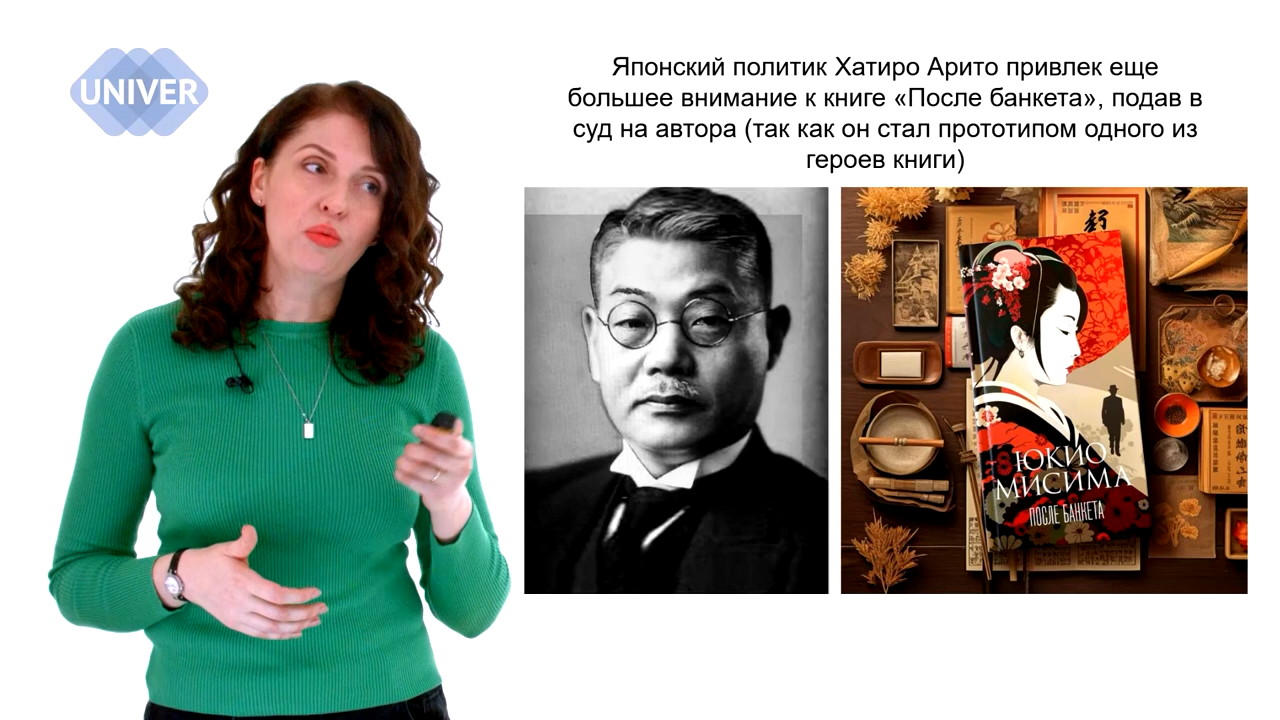 UNIVER
Японский политик Хатиро Арито привлек еще
большее внимание к книге «После банкета», подав в
суд на автора (так как он стал прототипом одного из
героев книги)
ЮКИО
МИСИМА
ПОСЛЕ БАНКЕТА